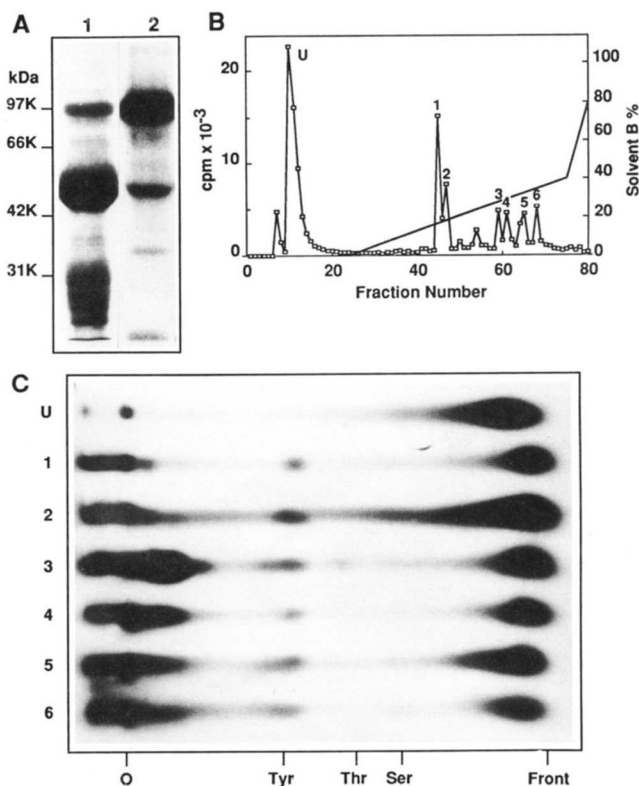 A
1 2
kDa
97K
66K
42K
31K
B
cpm x 10-3
20
10
0
U
1
2
3
4
5
6
100
80
60
40
20
0
Solvent B %
0 20 40 60 80
Fraction Number
C
U
1
2
3
4
5
6
O Tyr Thr Ser Front